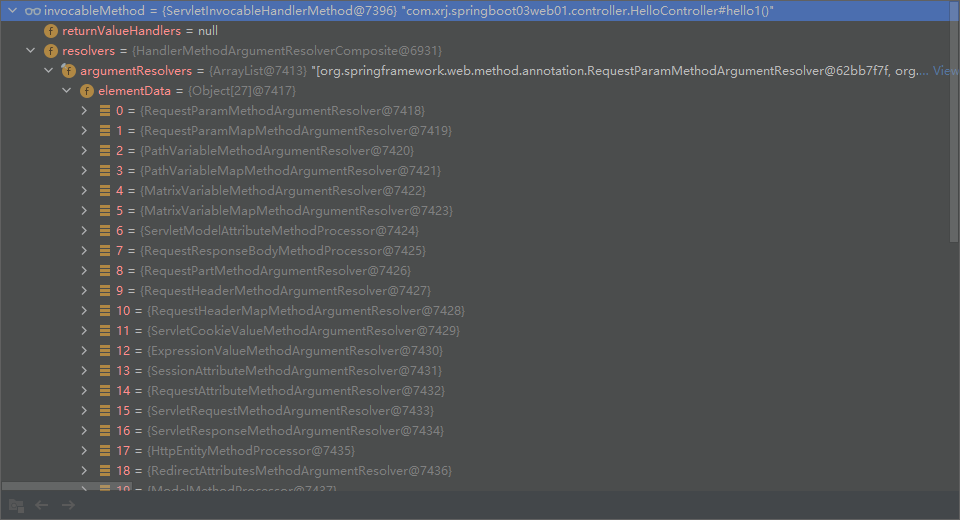 invocableMethod = {ServletInvocableHandlerMethod@7396} "com.xrj.springboot03web01.controller.HelloController#hello1()"
f returnValueHandlers = null
f resolvers = {HandlerMethodArgumentResolverComposite@6931}
f argumentResolvers = {ArrayList@7413} "[org.springframework.web.method.annotation.RequestParamMethodArgumentResolver@62bb7f7f, org.... View
f elementData = {Object[27]@7417}
0 = {RequestParamMethodArgumentResolver@7418}
1 = {RequestParamMapMethodArgumentResolver@7419}
2 = {PathVariableMethodArgumentResolver@7420}
3 = {PathVariableMapMethodArgumentResolver@7421}
4 = {MatrixVariableMethodArgumentResolver@7422}
5 = {MatrixVariableMapMethodArgumentResolver@7423}
6 = {ServletModelAttributeMethodProcessor@7424}
7 = {RequestResponseBodyMethodProcessor@7425}
8 = {RequestPartMethodArgumentResolver@7426}
9 = {RequestHeaderMethodArgumentResolver@7427}
10 = {RequestHeaderMapMethodArgumentResolver@7428}
11 = {ServletCookieValueMethodArgumentResolver@7429}
12 = {ExpressionValueMethodArgumentResolver@7430}
13 = {SessionAttributeMethodArgumentResolver@7431}
14 = {RequestAttributeMethodArgumentResolver@7432}
15 = {ServletRequestMethodArgumentResolver@7433}
16 = {ServletResponseMethodArgumentResolver@7434}
17 = {HttpEntityMethodProcessor@7435}
18 = {RedirectAttributesMethodArgumentResolver@7436}
19 = {ModelMethodProcessor@7437}